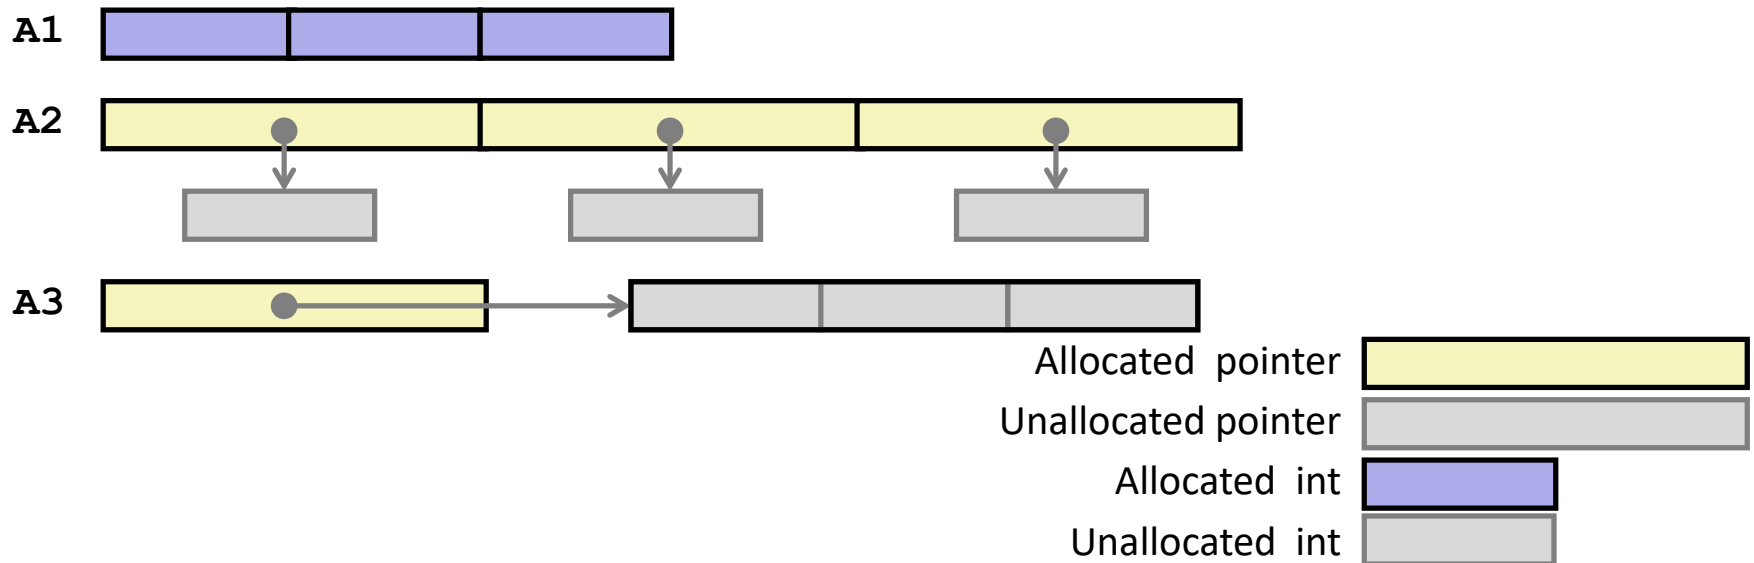 A1
A2
A3
Allocated pointer
Unallocated pointer
Allocated int
Unallocated int